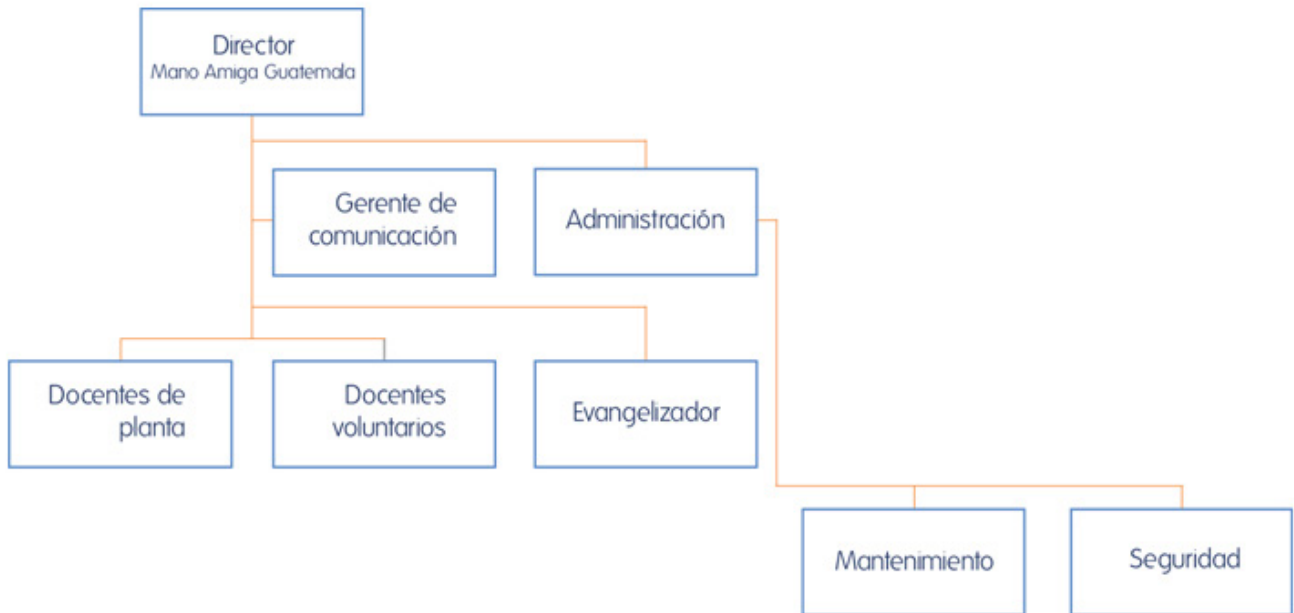 Director
Mano Amiga Guatemala
Gerente de
comunicación
Administración
Docentes de
planta
Docentes
voluntarios
Evangelizador
Mantenimiento
Seguridad